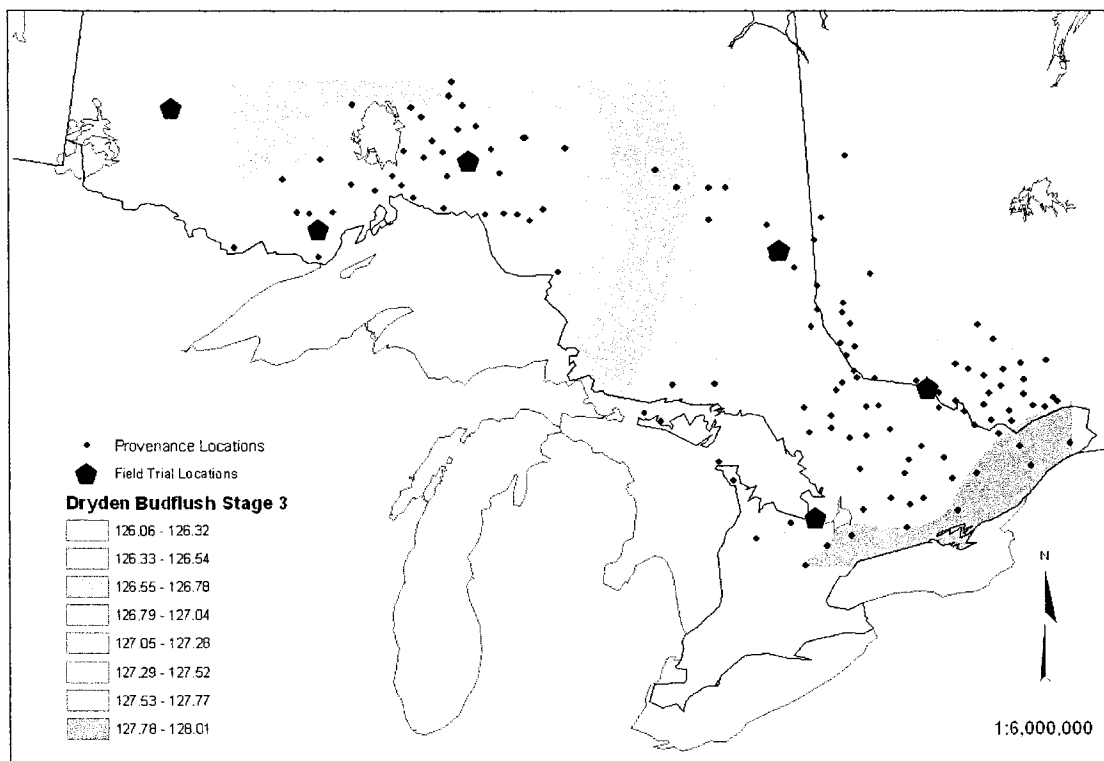 Provenance Locations
Field Trial Locations
Dryden Budflush Stage 3
126.06 - 126.32
126.33 - 126.54
126.55 - 126.78
126.79 - 127.04
127.05 - 127.28
127.29 - 127.52
127.53 - 127.77
127.78 - 128.01
N
1:6,000,000